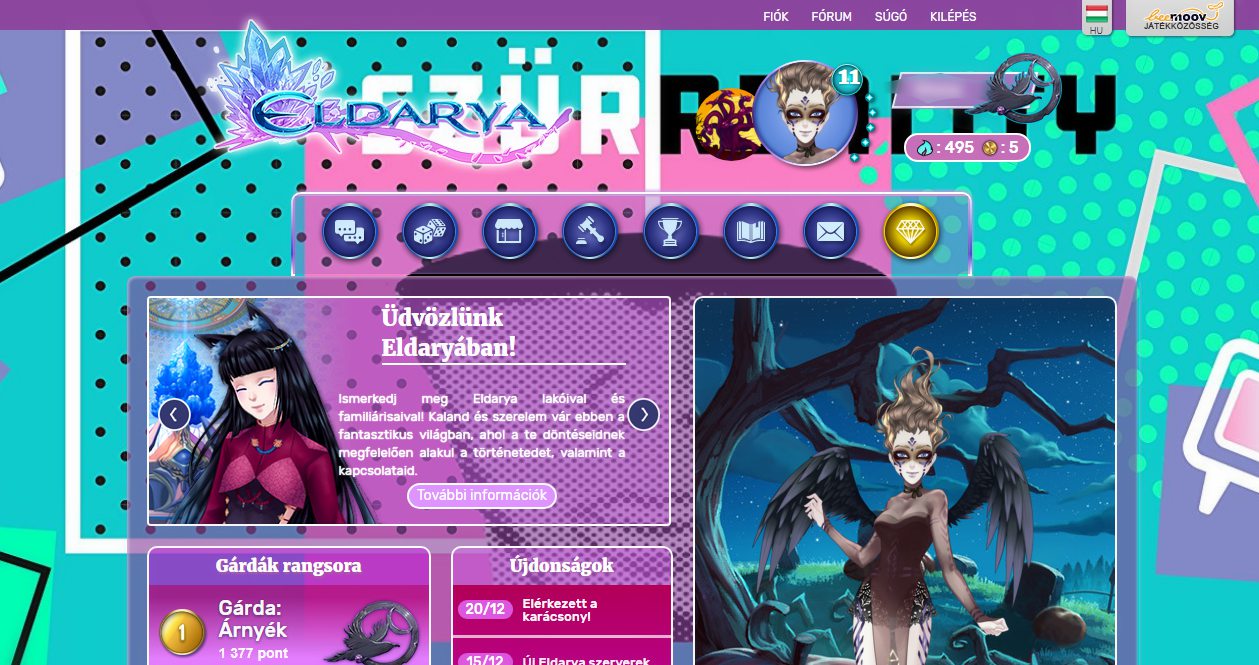 FIÓK FÓRUM SÚGÓ KILÉPÉS
HU
beemoov
JÁTÉKKÖZÖSSÉG
ELDARYA
11
: 495 : 5
Üdvözlünk
Eldaryában!
Ismerkedj meg Eldarya lakóival és
familiárisaival! Kaland és szerelem vár ebben a
fantasztikus világban, ahol a te döntéseidnek
megfelelően alakul a történetedet, valamint a
kapcsolataid.
További információk
Gárdák rangsora
1
Gárda:
Árnyék
1 377 pont
Újdonságok
20/12 Elérkezett a
karácsony!
15/12 Új Eldarya szerverek